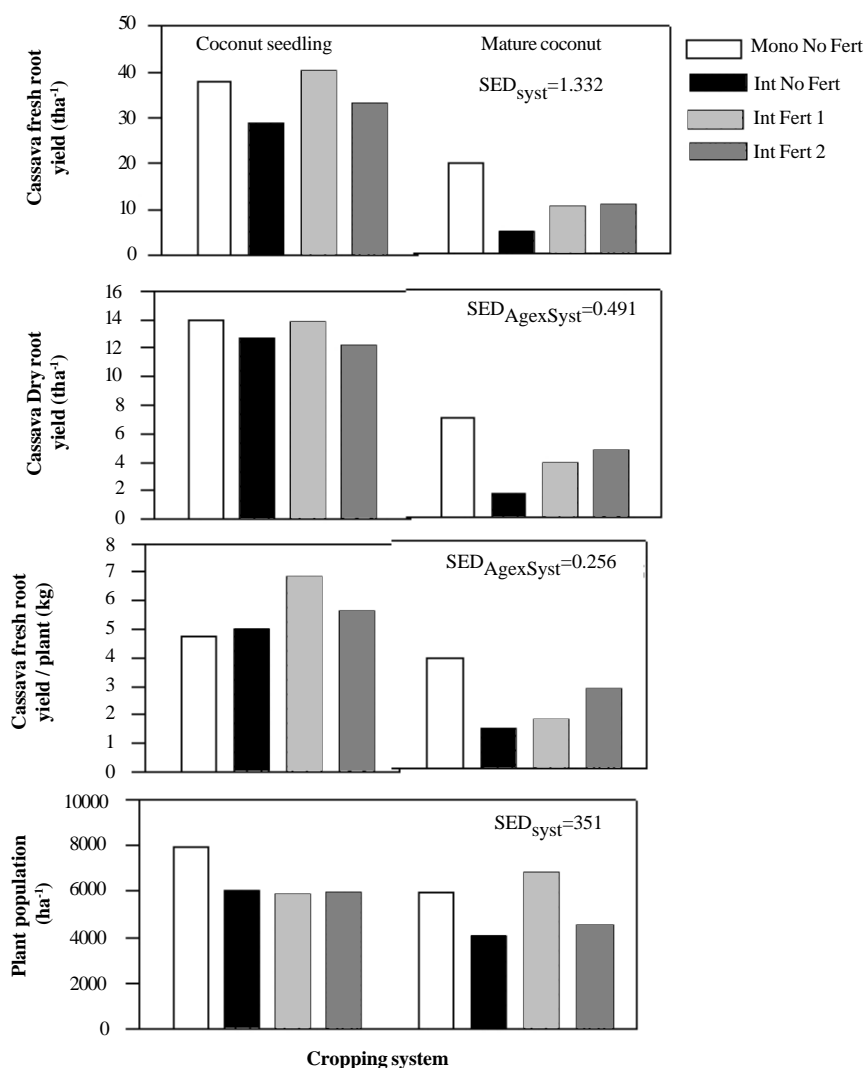 50
40
30
20
10
0
Cassava fresh root
yield (tha-1)
Coconut seedling
Mature coconut
SEDsyst=1.332
Mono No Fert
Int No Fert
Int Fert 1
Int Fert 2
16
14
12
10
8
6
4
2
0
Cassava Dry root
yield (tha-1)
SEDAgexSyst=0.491
8
7
6
5
4
3
2
1
0
Cassava fresh root
yield / plant (kg)
SEDAgexSyst=0.256
10000
8000
6000
4000
2000
0
Plant population
(ha-1)
SEDsyst=351
Cropping system